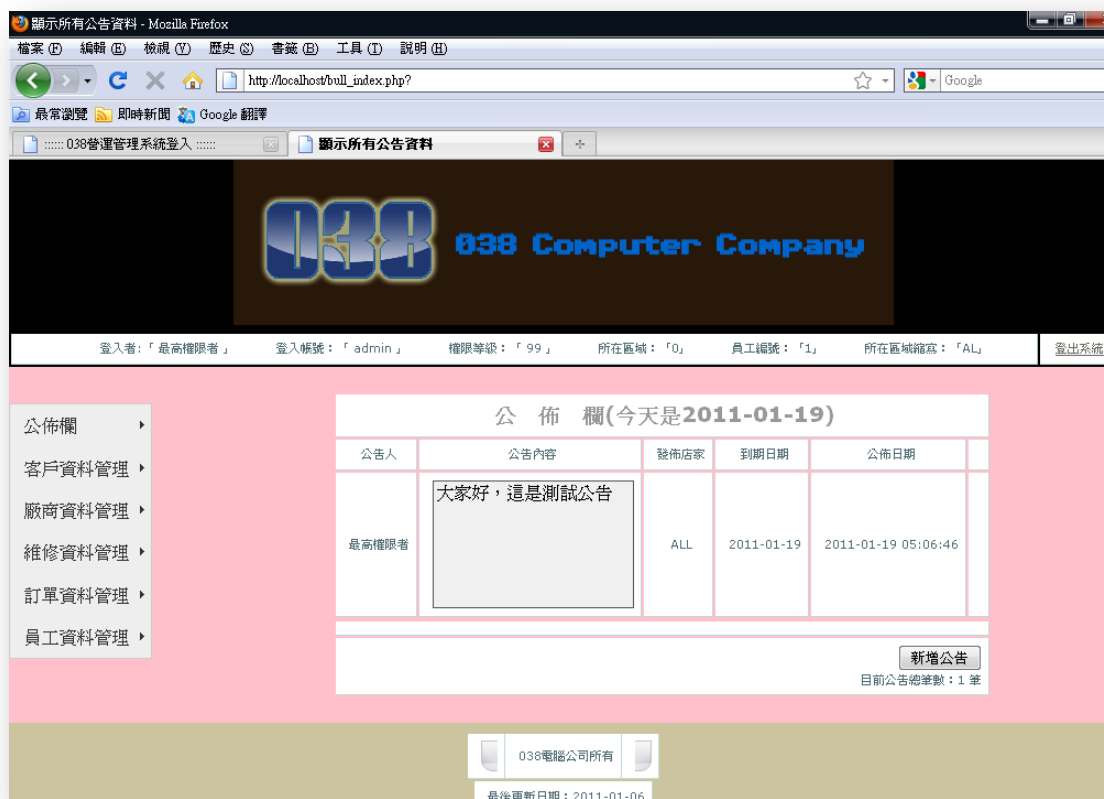 顯示所有公告資料 - Mozilla Firefox
檔案(F) 編輯(E) 檢視(V) 歷史(S) 書籤(B) 工具(T) 說明(H)
http://localhost/bull_index.php?
Google
最常瀏覽 即時新聞 Google 翻譯
:::::: 038營運管理系統登入 :::::: 顯示所有公告資料
038 038 Computer Company
登入者:「 最高權限者 」 登入帳號：「 admin 」 權限等級：「 99 」 所在區域：「0」 員工編號：「1」 所在區域縮寫：「AL」 登出系統
公佈欄
客戶資料管理
廠商資料管理
維修資料管理
訂單資料管理
員工資料管理
公 佈 欄(今天是2011-01-19)
公告人 公告內容 發佈店家 到期日期 公佈日期
最高權限者 大家好，這是測試公告 ALL 2011-01-19 2011-01-19 05:06:46
新增公告
目前公告總筆數：1 筆
038電腦公司所有
最後更新日期：2011-01-06